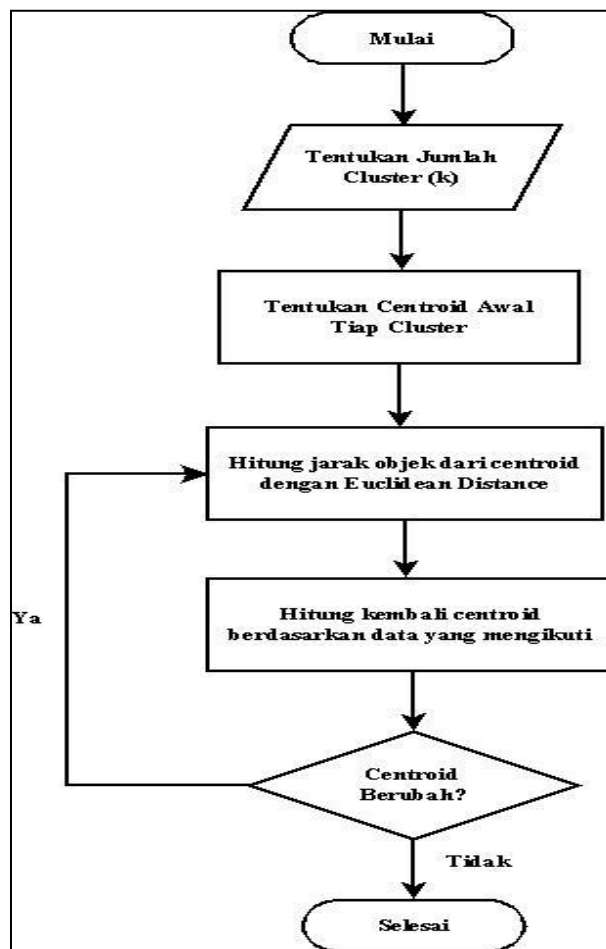 Mulai
Tentukan Jumlah
Cluster (k)
Tentukan Centroid Awal
Tiap Cluster
Hitung jarak objek dari centroid
dengan Euclidean Distance
Hitung kembali centroid
berdasarkan data yang mengikuti
Ya
Centroid
Berubah?
Tidak
Selesai